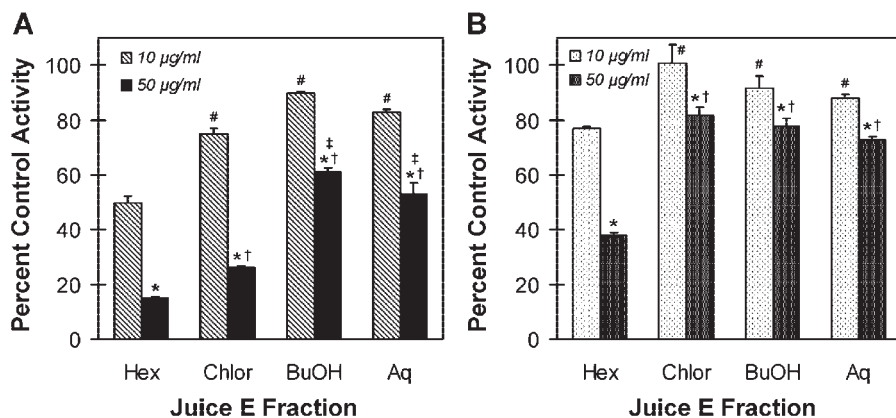 A
10 µg/ml
50 µg/ml
Percent Control Activity
100
80
60
40
20
0
*
#
*†
#
‡
*†
#
‡
*†
Hex Chlor BuOH Aq
Juice E Fraction
B
10 µg/ml
50 µg/ml
Percent Control Activity
100
80
60
40
20
0
*
#
*†
#
*†
#
*†
Hex Chlor BuOH Aq
Juice E Fraction